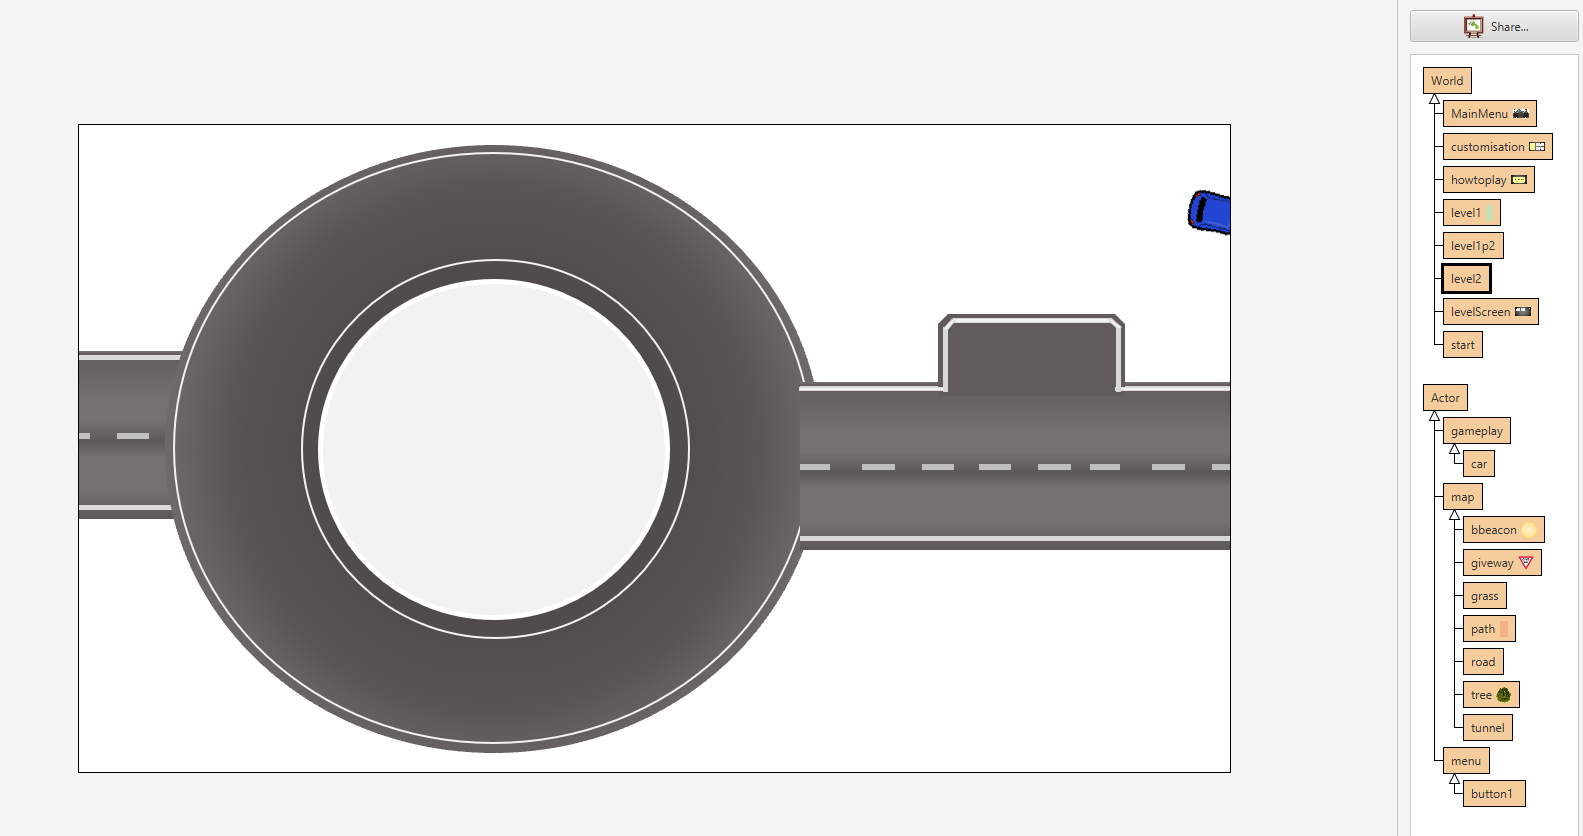 Share...
World
MainMenu
customisation
howtoplay
level1
level1p2
level2
levelScreen
start
Actor
gameplay
car
map
bbeacon
giveway
grass
path
road
tree
tunnel
menu
button1